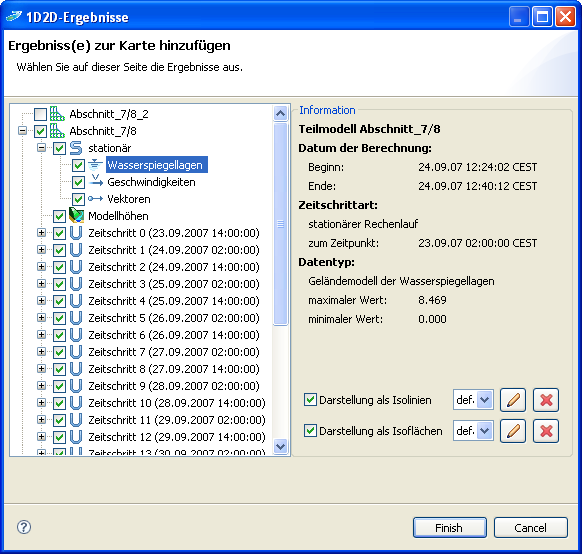 1D2D-Ergebnisse
Ergebniss(e) zur Karte hinzufügen
Wählen Sie auf dieser Seite die Ergebnisse aus.
Abschnitt_7/8_2
Abschnitt_7/8
stationär
Wasserspiegellagen
Geschwindigkeiten
Vektoren
Modellhöhen
Zeitschritt 0 (23.09.2007 14:00:00)
Zeitschritt 1 (24.09.2007 02:00:00)
Zeitschritt 2 (24.09.2007 14:00:00)
Zeitschritt 3 (25.09.2007 02:00:00)
Zeitschritt 4 (25.09.2007 14:00:00)
Zeitschritt 5 (26.09.2007 02:00:00)
Zeitschritt 6 (26.09.2007 14:00:00)
Zeitschritt 7 (27.09.2007 02:00:00)
Zeitschritt 8 (27.09.2007 14:00:00)
Zeitschritt 9 (28.09.2007 02:00:00)
Zeitschritt 10 (28.09.2007 14:00:00)
Zeitschritt 11 (29.09.2007 02:00:00)
Zeitschritt 12 (29.09.2007 14:00:00)
Zeitschritt 13 (30.09.2007 02:00:00)
Information
Teilmodell Abschnitt_7/8
Datum der Berechnung:
Beginn: 24.09.07 12:24:02 CEST
Ende: 24.09.07 12:40:12 CEST
Zeitschrittart:
stationärer Rechenlauf
zum Zeitpunkt: 23.09.07 02:00:00 CEST
Datentyp:
Geländemodell der Wasserspiegellagen
maximaler Wert: 8.469
minimaler Wert: 0.000
Darstellung als Isolinien def.
Darstellung als Isoflächen def.
Finish
Cancel